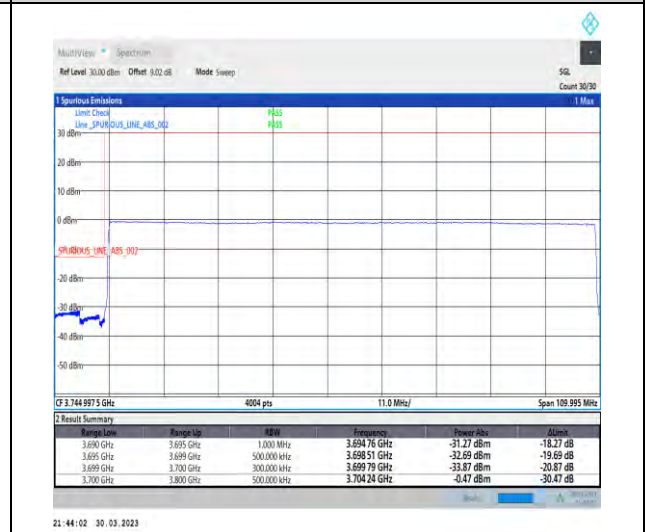 MultiView Spectrum
Ref Level 30.00 dBm Offset 9.02 dB Mode Sweep SGL
Count 30/30
1 Spurious Emissions 1 Max
Limit Check PASS
Line _SPURIOUS_LINE_ABS_002 PASS
30 dBm
20 dBm
10 dBm
0 dBm
_SPURIOUS_LINE_ABS_002
-20 dBm
-30 dBm
-40 dBm
-50 dBm
CF 3.744 997 5 GHz 4004 pts 11.0 MHz/ Span 109.995 MHz
2 Result Summary
Range Low Range Up RBW Frequency Power Abs ΔLimit
3.690 GHz 3.695 GHz 1.000 MHz 3.694 76 GHz -31.27 dBm -18.27 dB
3.695 GHz 3.699 GHz 500.000 kHz 3.698 51 GHz -32.69 dBm -19.69 dB
3.699 GHz 3.700 GHz 300.000 kHz 3.699 79 GHz -33.87 dBm -20.87 dB
3.700 GHz 3.800 GHz 500.000 kHz 3.704 24 GHz -0.47 dBm -30.47 dB
21:44:02 30.03.2023